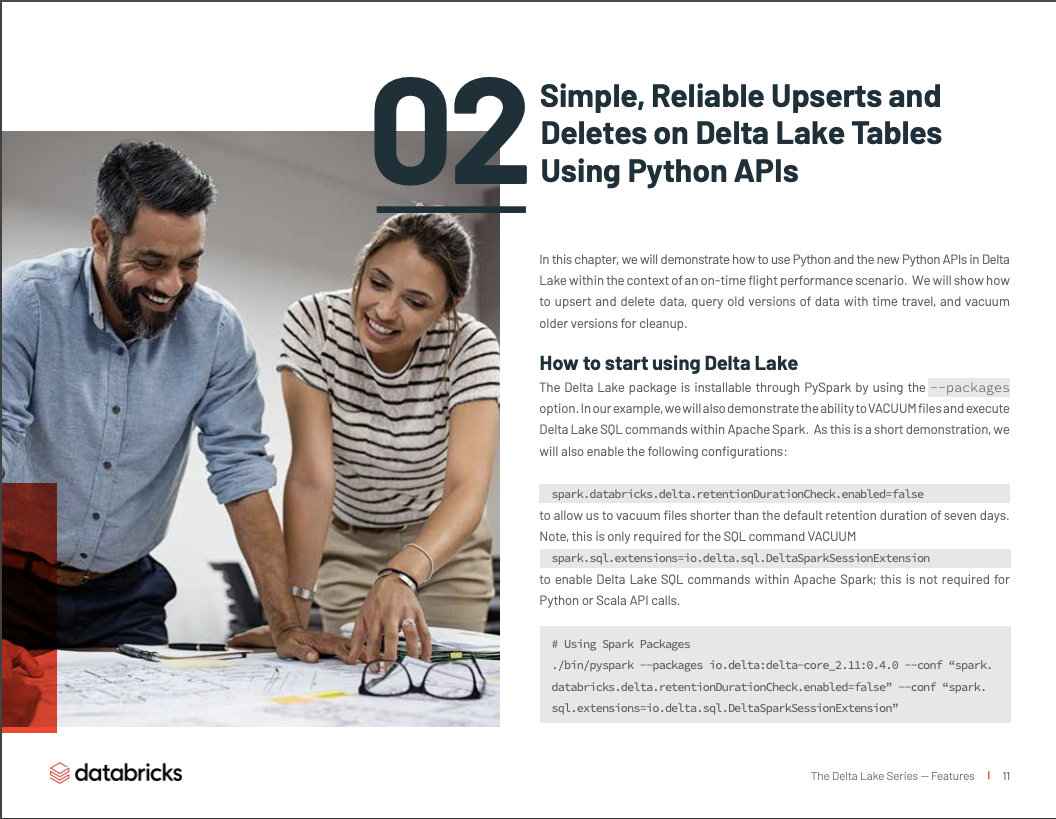 02
Simple, Reliable Upserts and
Deletes on Delta Lake Tables
Using Python APIs
In this chapter, we will demonstrate how to use Python and the new Python APIs in Delta
Lake within the context of an on-time flight performance scenario.  We will show how
to upsert and delete data, query old versions of data with time travel, and vacuum
older versions for cleanup.
How to start using Delta Lake
The Delta Lake package is installable through PySpark by using the --packages
option. In our example, we will also demonstrate the ability to VACUUM files and execute
Delta Lake SQL commands within Apache Spark.  As this is a short demonstration, we
will also enable the following configurations:
spark.databricks.delta.retentionDurationCheck.enabled=false
to allow us to vacuum files shorter than the default retention duration of seven days.
Note, this is only required for the SQL command VACUUM
spark.sql.extensions=io.delta.sql.DeltaSparkSessionExtension
to enable Delta Lake SQL commands within Apache Spark; this is not required for
Python or Scala API calls.
# Using Spark Packages
./bin/pyspark --packages io.delta:delta-core_2.11:0.4.0 --conf “spark.
databricks.delta.retentionDurationCheck.enabled=false” --conf “spark.
sql.extensions=io.delta.sql.DeltaSparkSessionExtension”
databricks
The Delta Lake Series — Features | 11